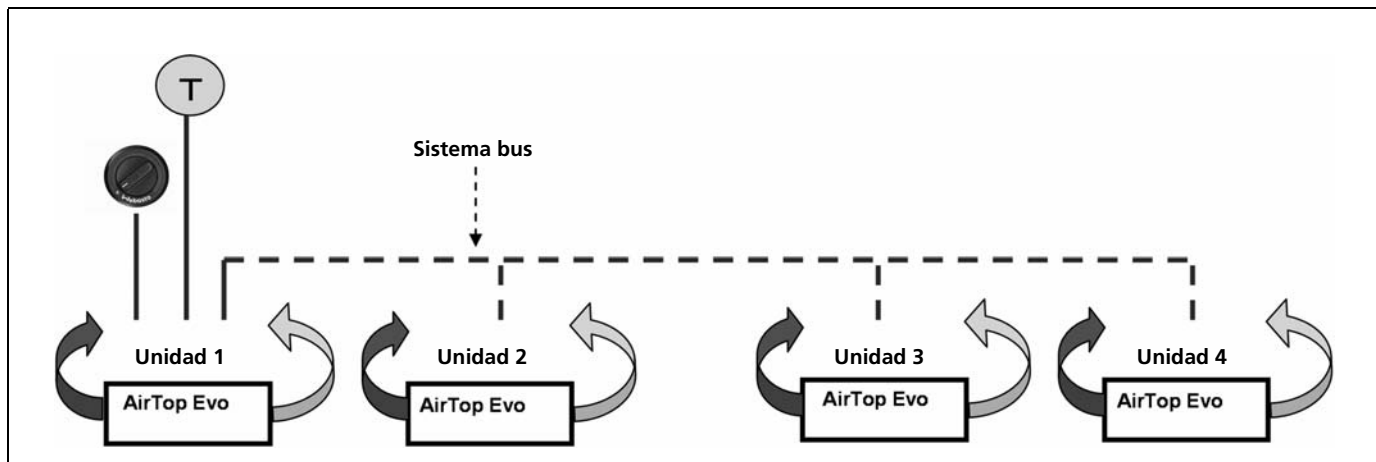 T
Sistema bus
Unidad 1
Unidad 2
Unidad 3
Unidad 4
AirTop Evo
AirTop Evo
AirTop Evo
AirTop Evo